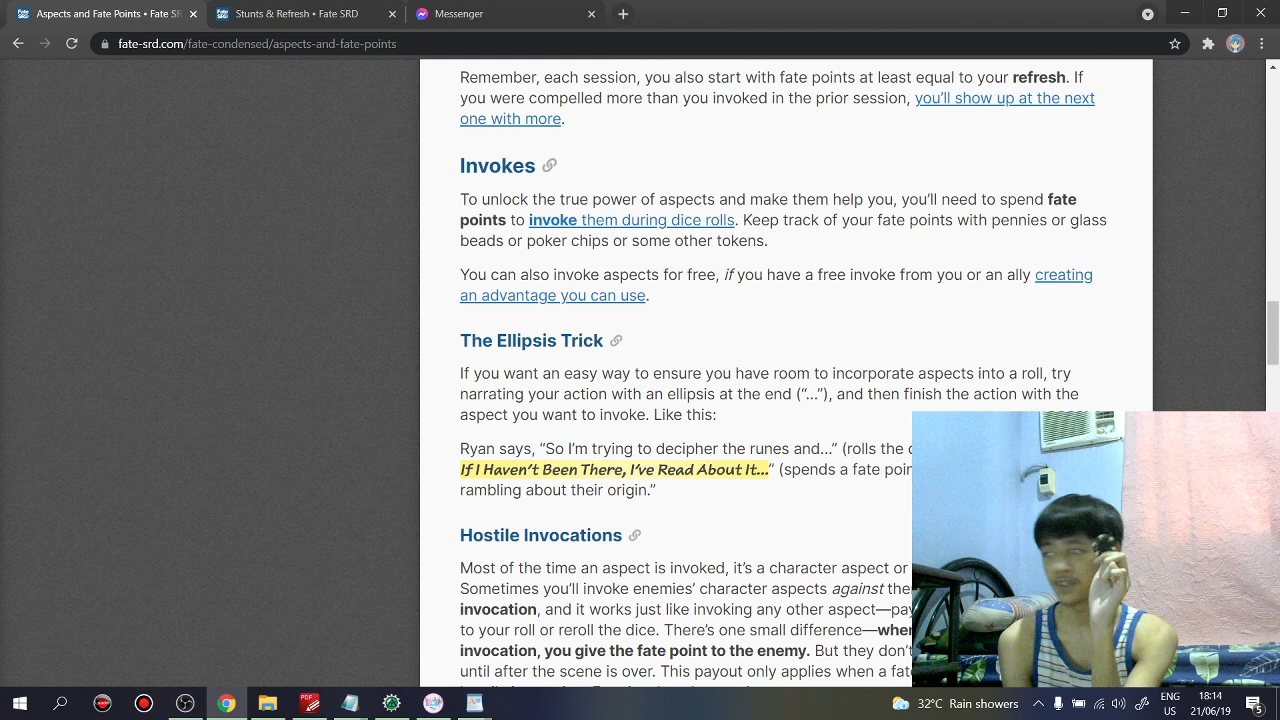 Aspects and Fate Points • Fate SR
Stunts & Refresh • Fate SRD
Messenger
fate-srd.com/fate-condensed/aspects-and-fate-points
Remember, each session, you also start with fate points at least equal to your refresh. If
you were compelled more than you invoked in the prior session, you'll show up at the next
one with more.
Invokes
To unlock the true power of aspects and make them help you, you'll need to spend fate
points to invoke them during dice rolls. Keep track of your fate points with pennies or glass
beads or poker chips or some other tokens.
You can also invoke aspects for free, if you have a free invoke from you or an ally creating
an advantage you can use.
The Ellipsis Trick
If you want an easy way to ensure you have room to incorporate aspects into a roll, try
narrating your action with an ellipsis at the end (“...”), and then finish the action with the
aspect you want to invoke. Like this:
Ryan says, “So I'm trying to decipher the runes and...” (rolls the
If I Haven't Been There, I've Read About It...” (spends a fate
rambling about their origin.”
Hostile Invocations
Most of the time an aspect is invoked, it's a character aspect or
Sometimes you'll invoke enemies' character aspects against
invocation, and it works just like invoking any other aspect—
to your roll or reroll the dice. There's one small difference—
invocation, you give the fate point to the enemy. But they
until after the scene is over. This payout only applies when a
PDF
32°C Rain showers
ENG
US
18:14
21/06/19
5